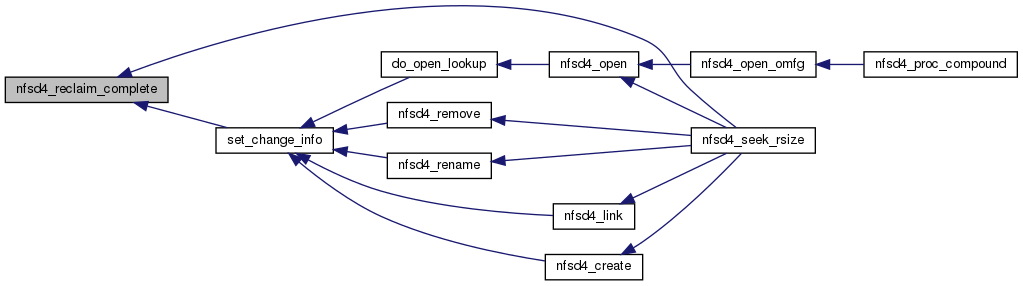 nfsd4_reclaim_complete
set_change_info
do_open_lookup
nfsd4_open
nfsd4_open_omfg
nfsd4_proc_compound
nfsd4_remove
nfsd4_seek_rsize
nfsd4_rename
nfsd4_link
nfsd4_create